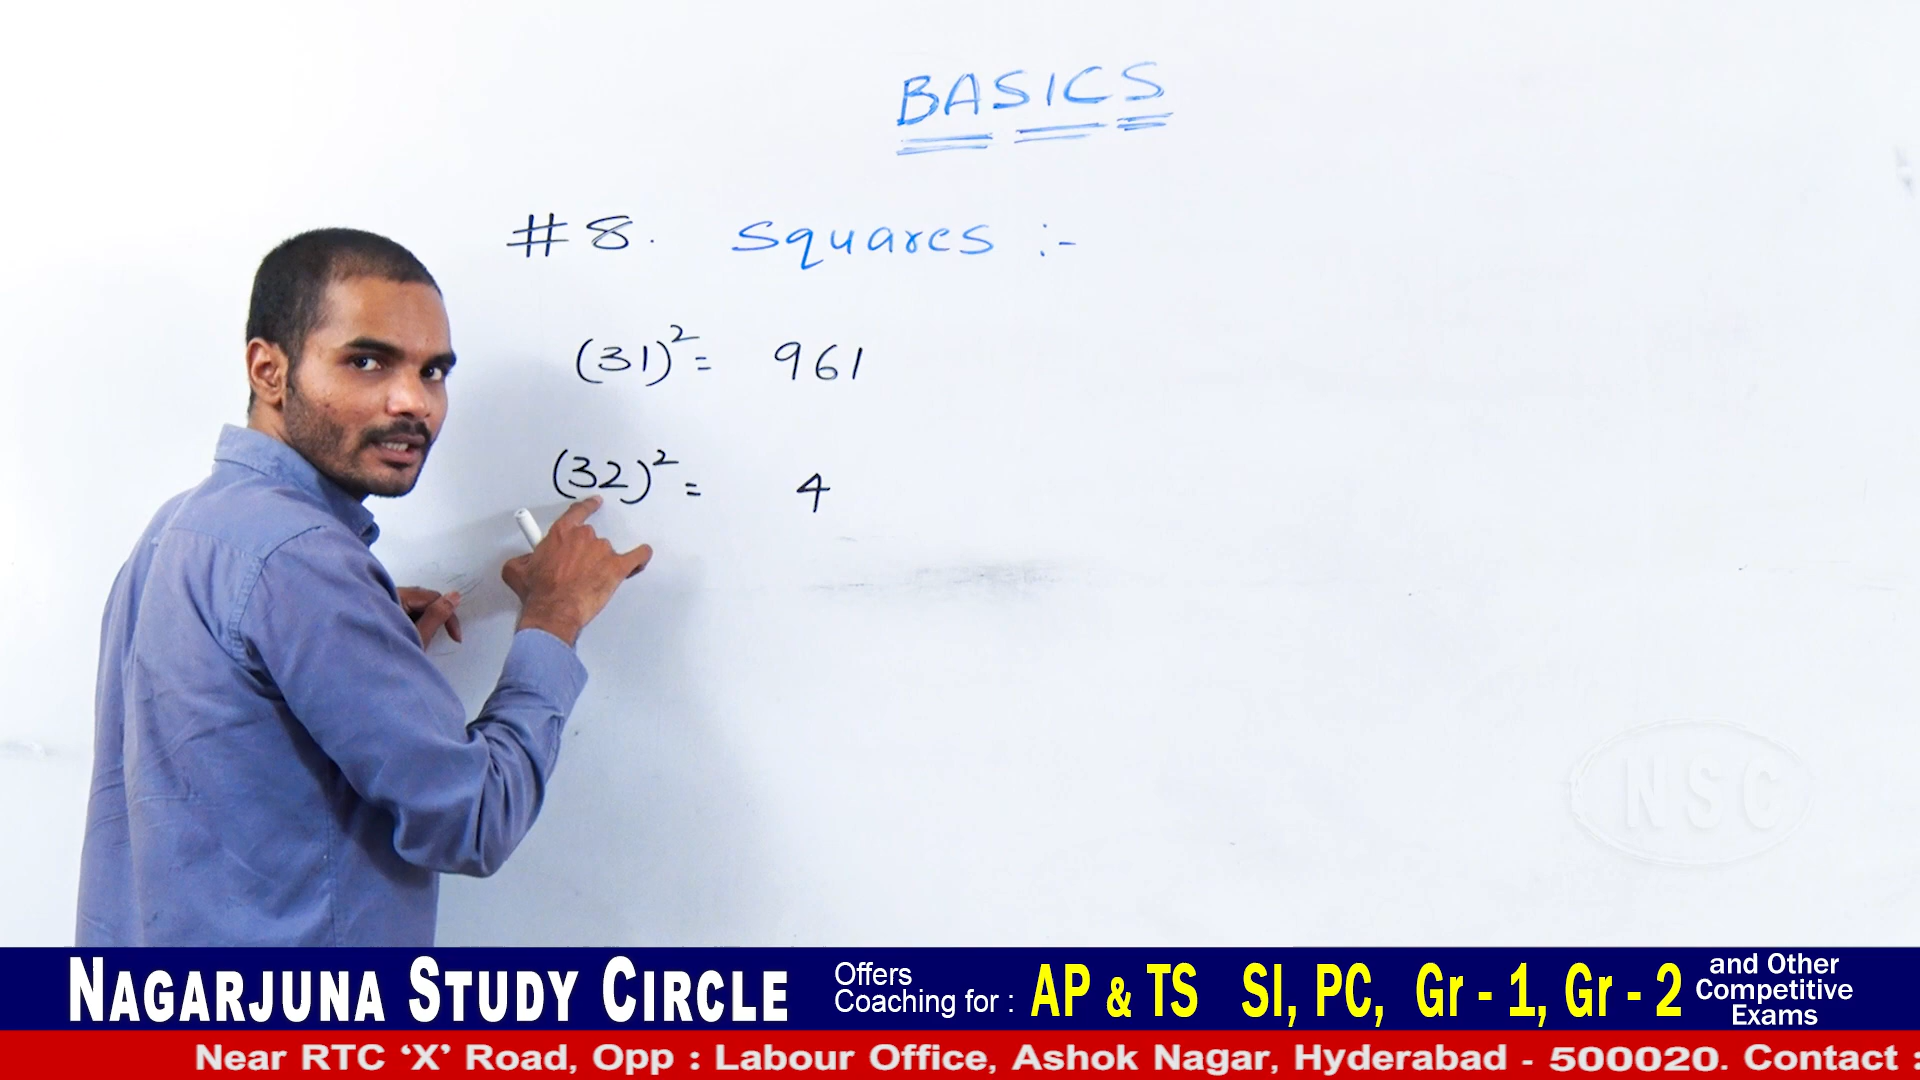 BASICS
#8. Squares :-
(31)² = 961
(32)² = 4
NSC
NAGARJUNA STUDY CIRCLE
Offers
Coaching for :
AP & TS SI, PC, Gr - 1, Gr - 2
and Other
Competitive
Exams
Near RTC ‘X’ Road, Opp : Labour Office, Ashok Nagar, Hyderabad - 500020. Contact :